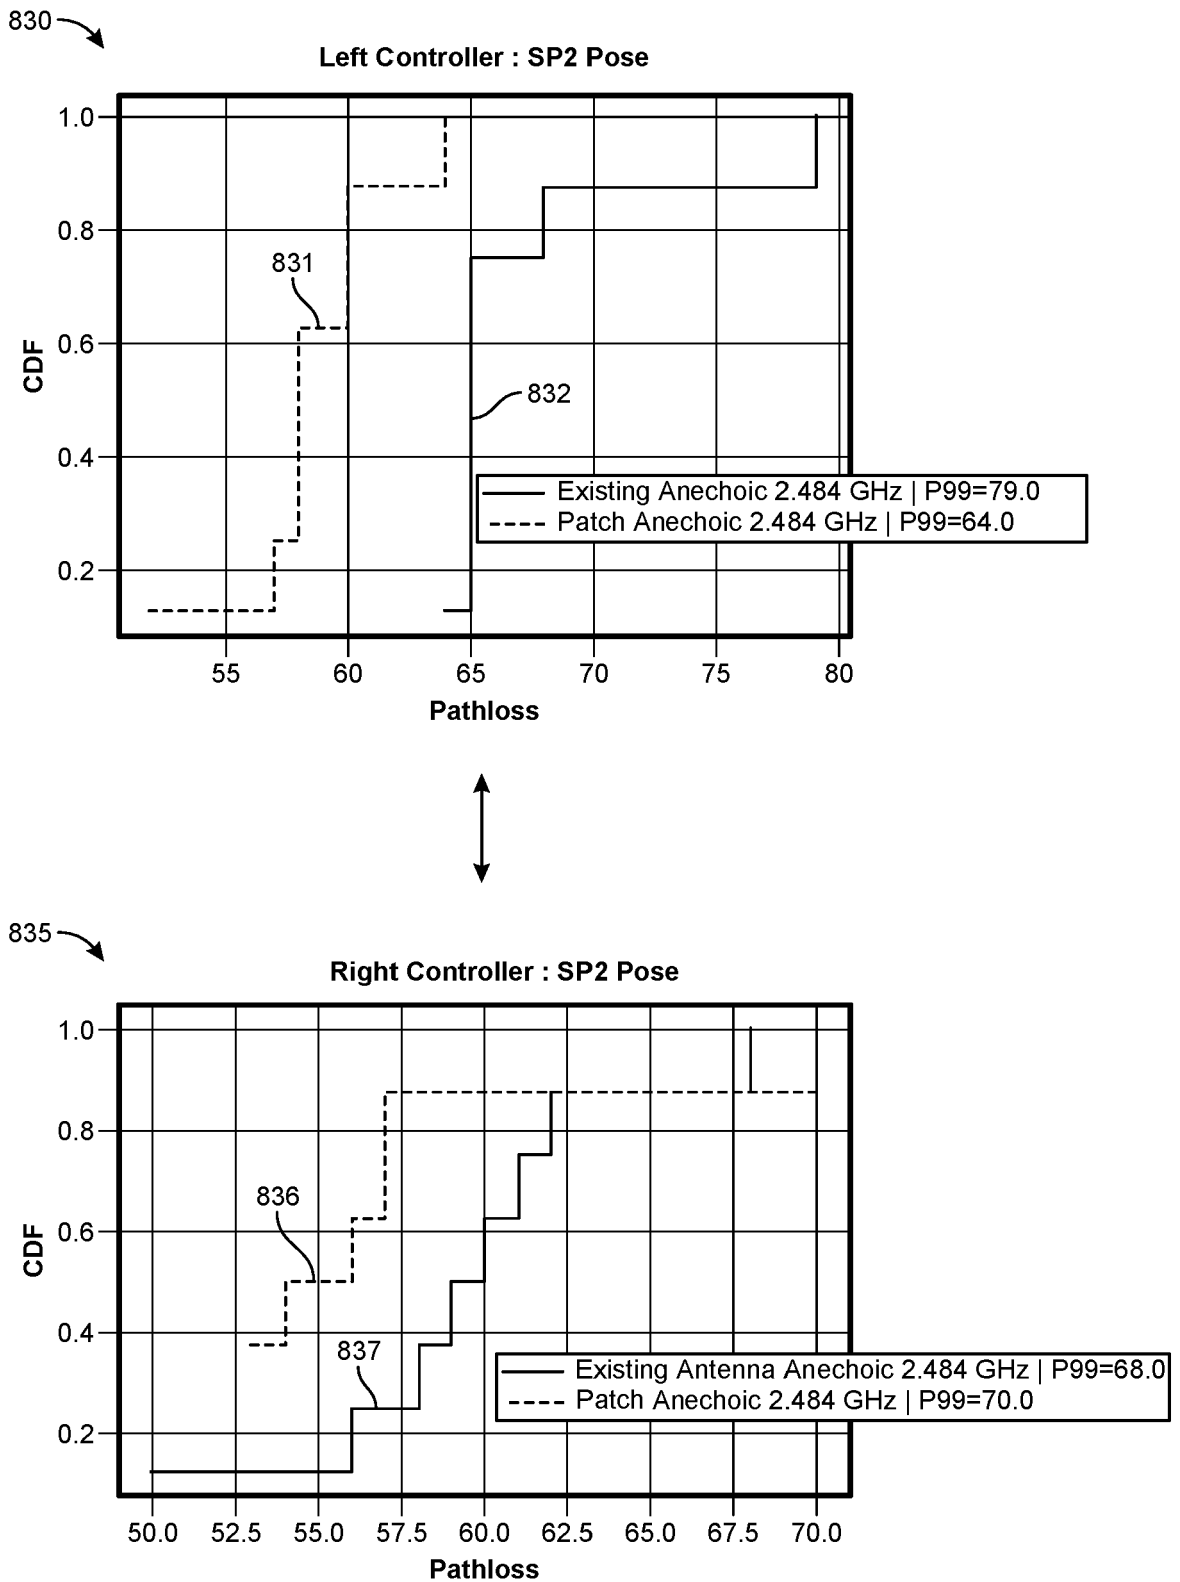 830
Left Controller : SP2 Pose
1.0
0.8
831
0.6
CDF
832
0.4
Existing Anechoic 2.484 GHz | P99=79.0
Patch Anechoic 2.484 GHz | P99=64.0
0.2
55 60 65 70 75 80
Pathloss
835
Right Controller : SP2 Pose
1.0
0.8
836
0.6
CDF
0.4
837
Existing Antenna Anechoic 2.484 GHz | P99=68.0
Patch Anechoic 2.484 GHz | P99=70.0
0.2
50.0 52.5 55.0 57.5 60.0 62.5 65.0 67.5 70.0
Pathloss